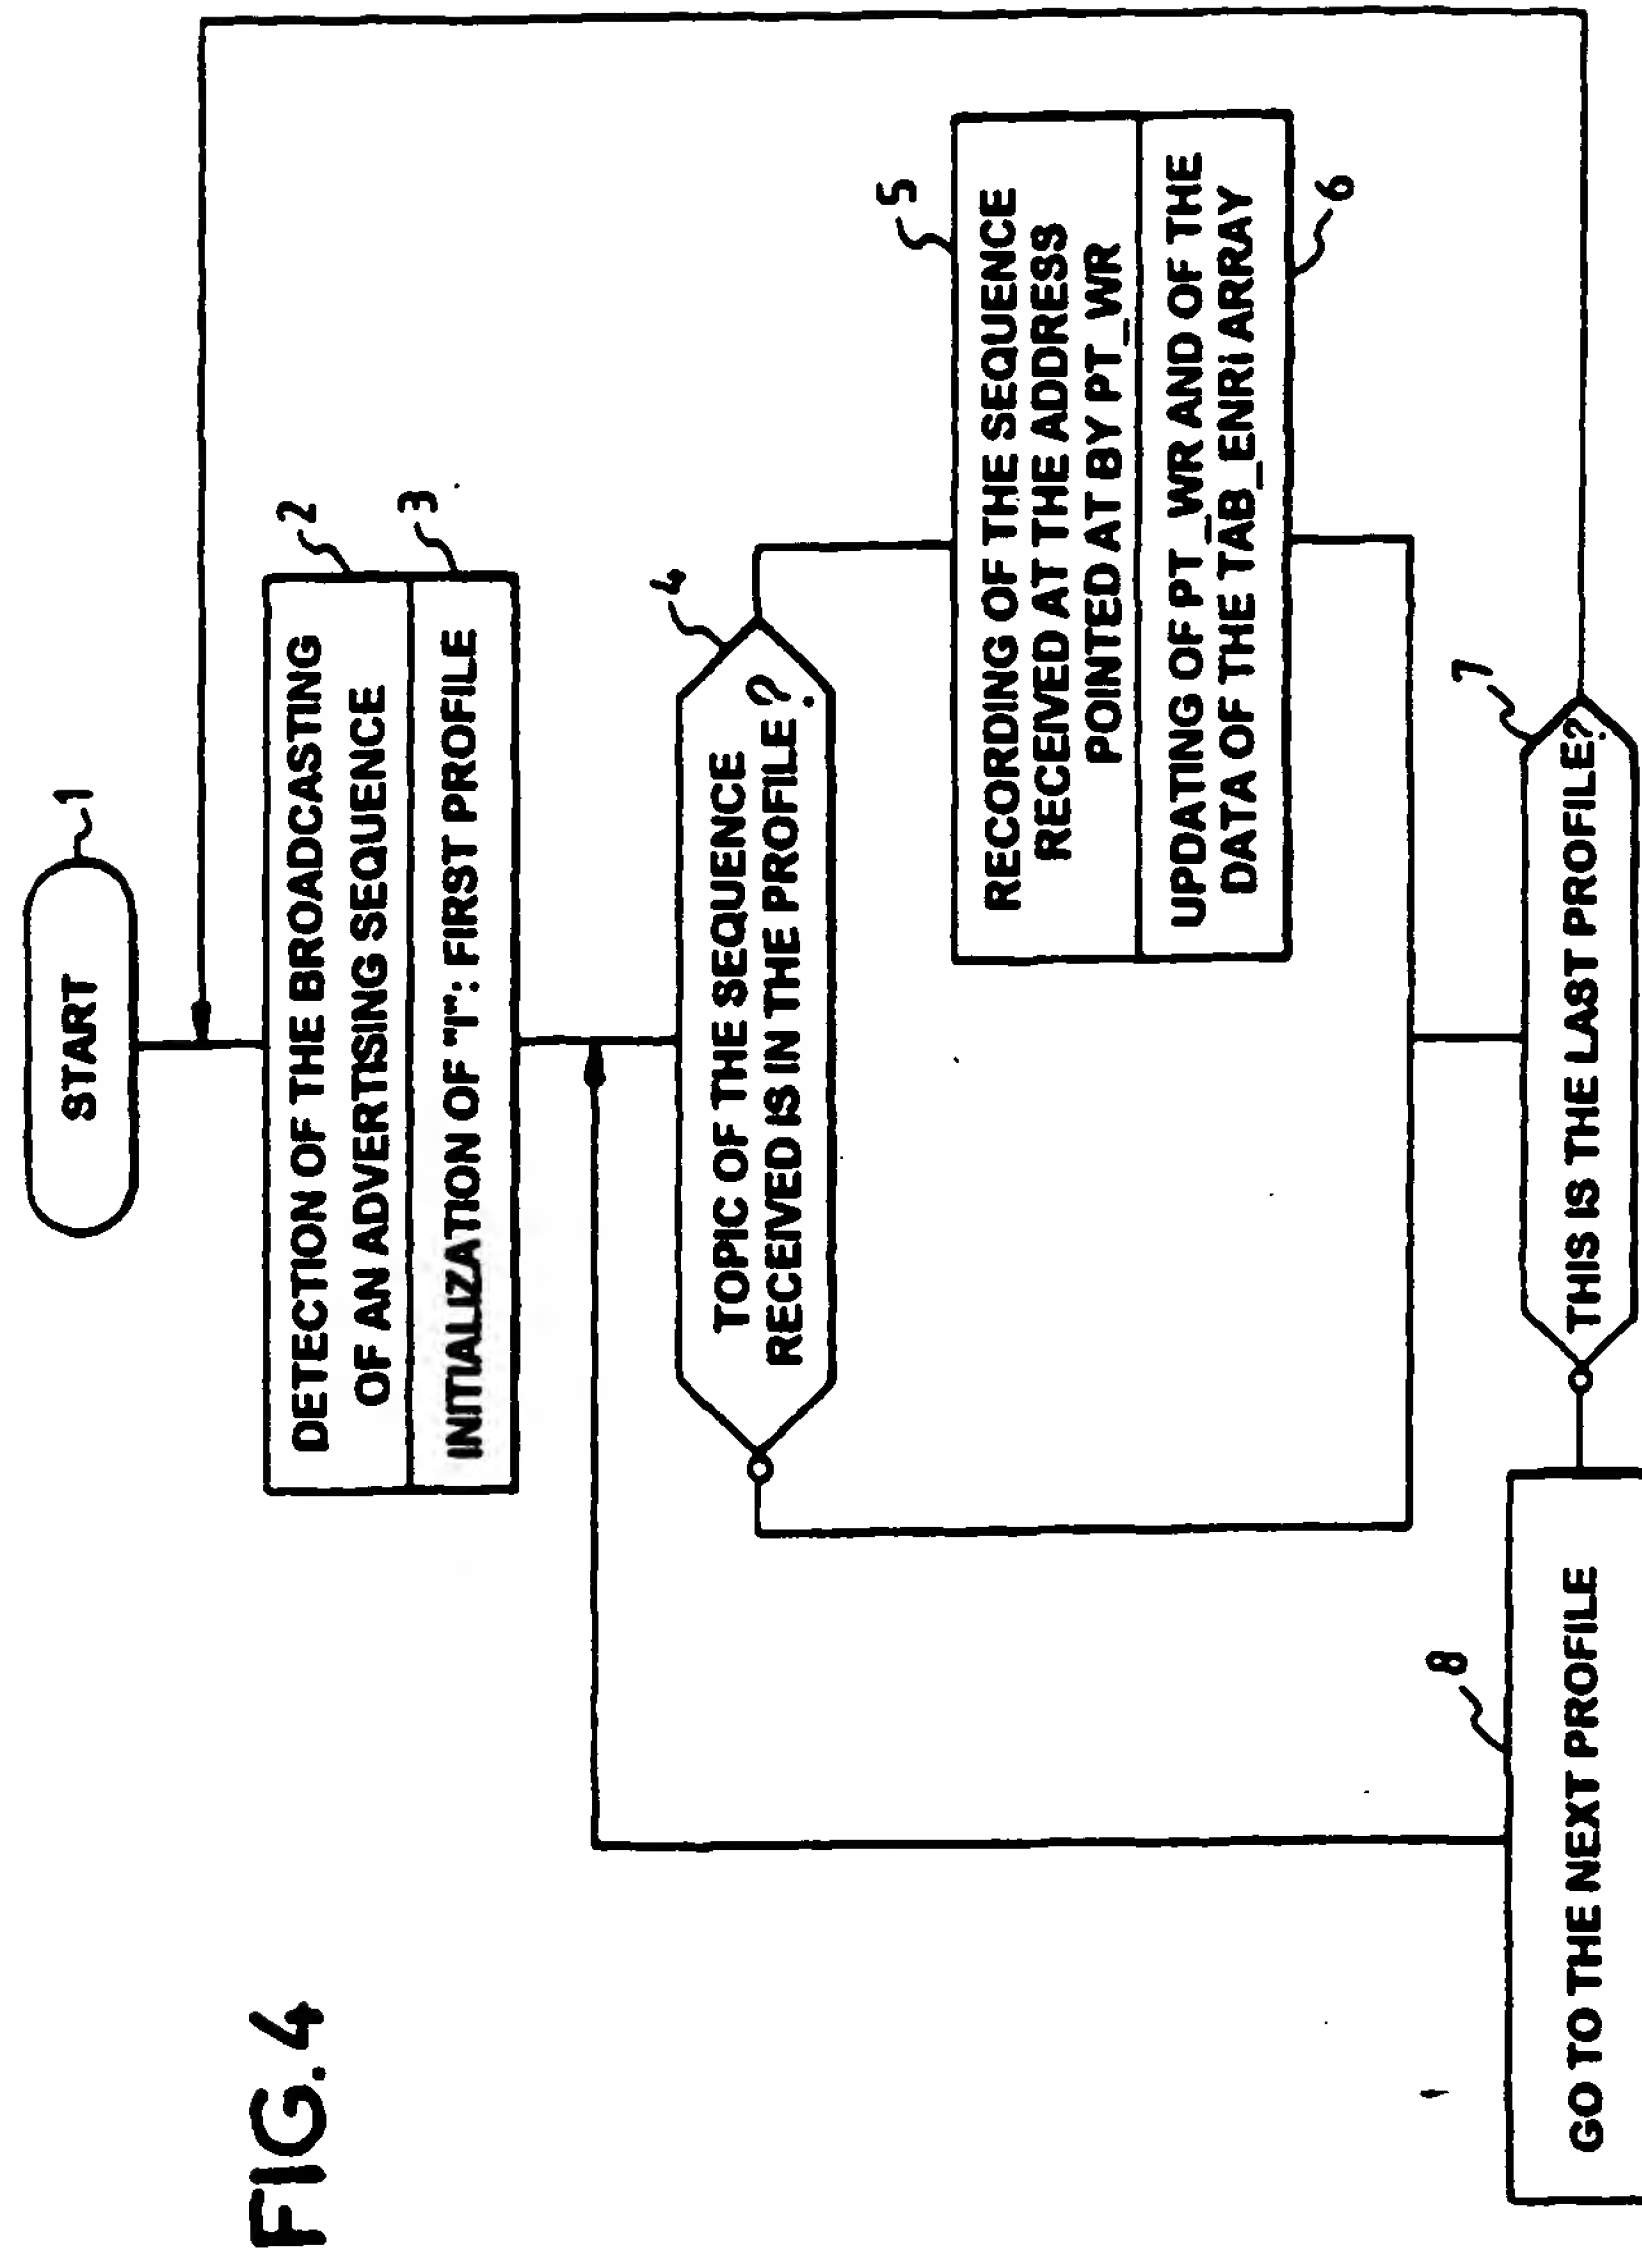 FIG.4
START
1
DETECTION OF THE BROADCASTING
OF AN ADVERTISING SEQUENCE
2
INITIALIZATION OF "I": FIRST PROFILE
3
TOPIC OF THE SEQUENCE
RECEIVED IS IN THE PROFILE ?
4
RECORDING OF THE SEQUENCE
RECEIVED AT THE ADDRESS
POINTED AT BY PT_WR
5
UPDATING OF PT_WR AND OF THE
DATA OF THE TAB_ENRi ARRAY
6
THIS IS THE LAST PROFILE?
7
GO TO THE NEXT PROFILE
8